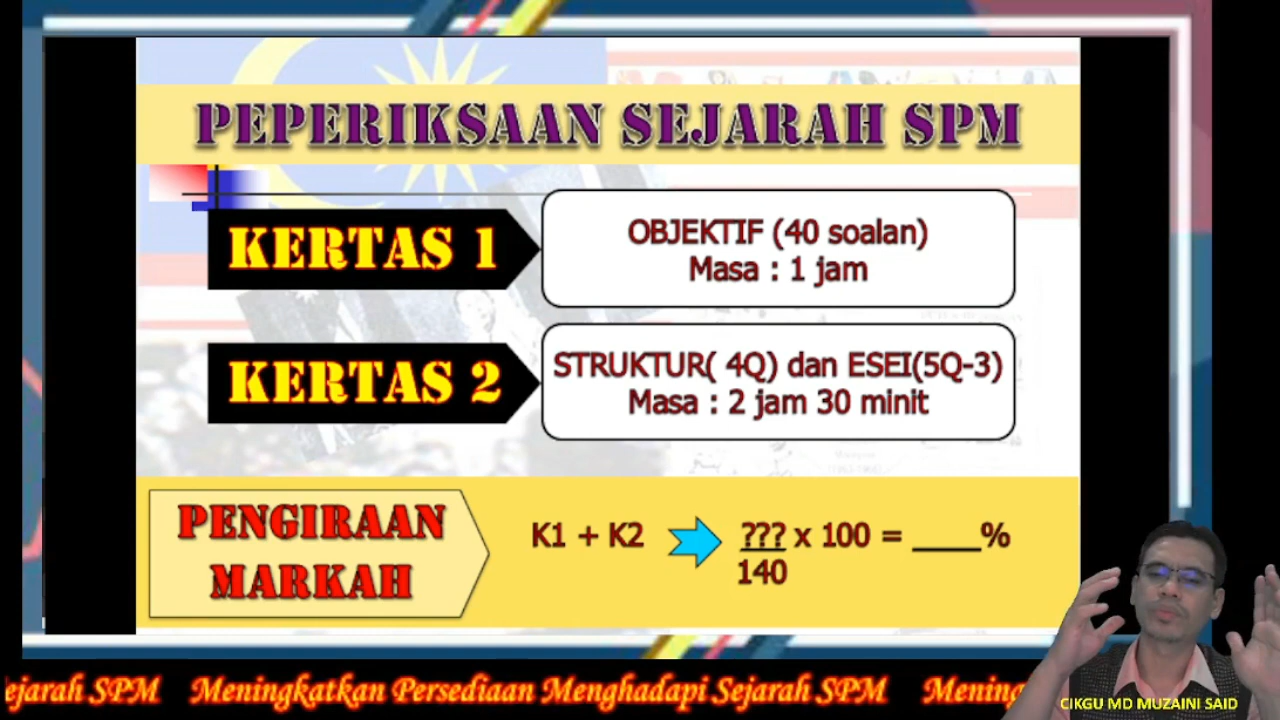 PEPERIKSAAN SEJARAH SPM
KERTAS 1
OBJEKTIF (40 soalan)
Masa : 1 jam
KERTAS 2
STRUKTUR( 4Q) dan ESEI(5Q-3)
Masa : 2 jam 30 minit
PENGIRAAN
MARKAH
K1 + K2
??? x 100 = _____%
140
ejarah SPM Meningkatkan Persediaan Menghadapi Sejarah SPM Mening
CIKGU MD MUZAINI SAID